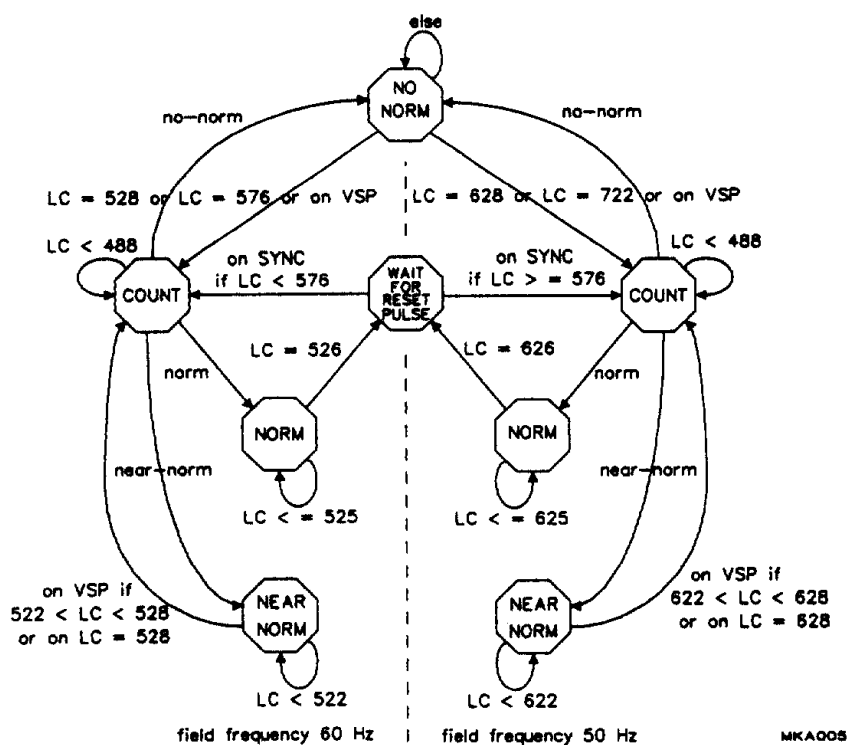 else
NO
NORM
no-norm
no-norm
LC = 528 or LC = 576 or on VSP
LC = 628 or LC = 722 or on VSP
LC < 488
LC < 488
on SYNC
if LC < 576
on SYNC
if LC > = 576
COUNT
WAIT
FOR
RESET
PULSE
COUNT
LC = 526
LC = 626
norm
norm
NORM
NORM
near-norm
near-norm
LC < = 525
LC < = 625
on VSP if
522 < LC < 528
or on LC = 528
on VSP if
622 < LC < 628
or on LC = 628
NEAR
NORM
NEAR
NORM
LC < 522
LC < 622
field frequency 60 Hz
field frequency 50 Hz
MKA005